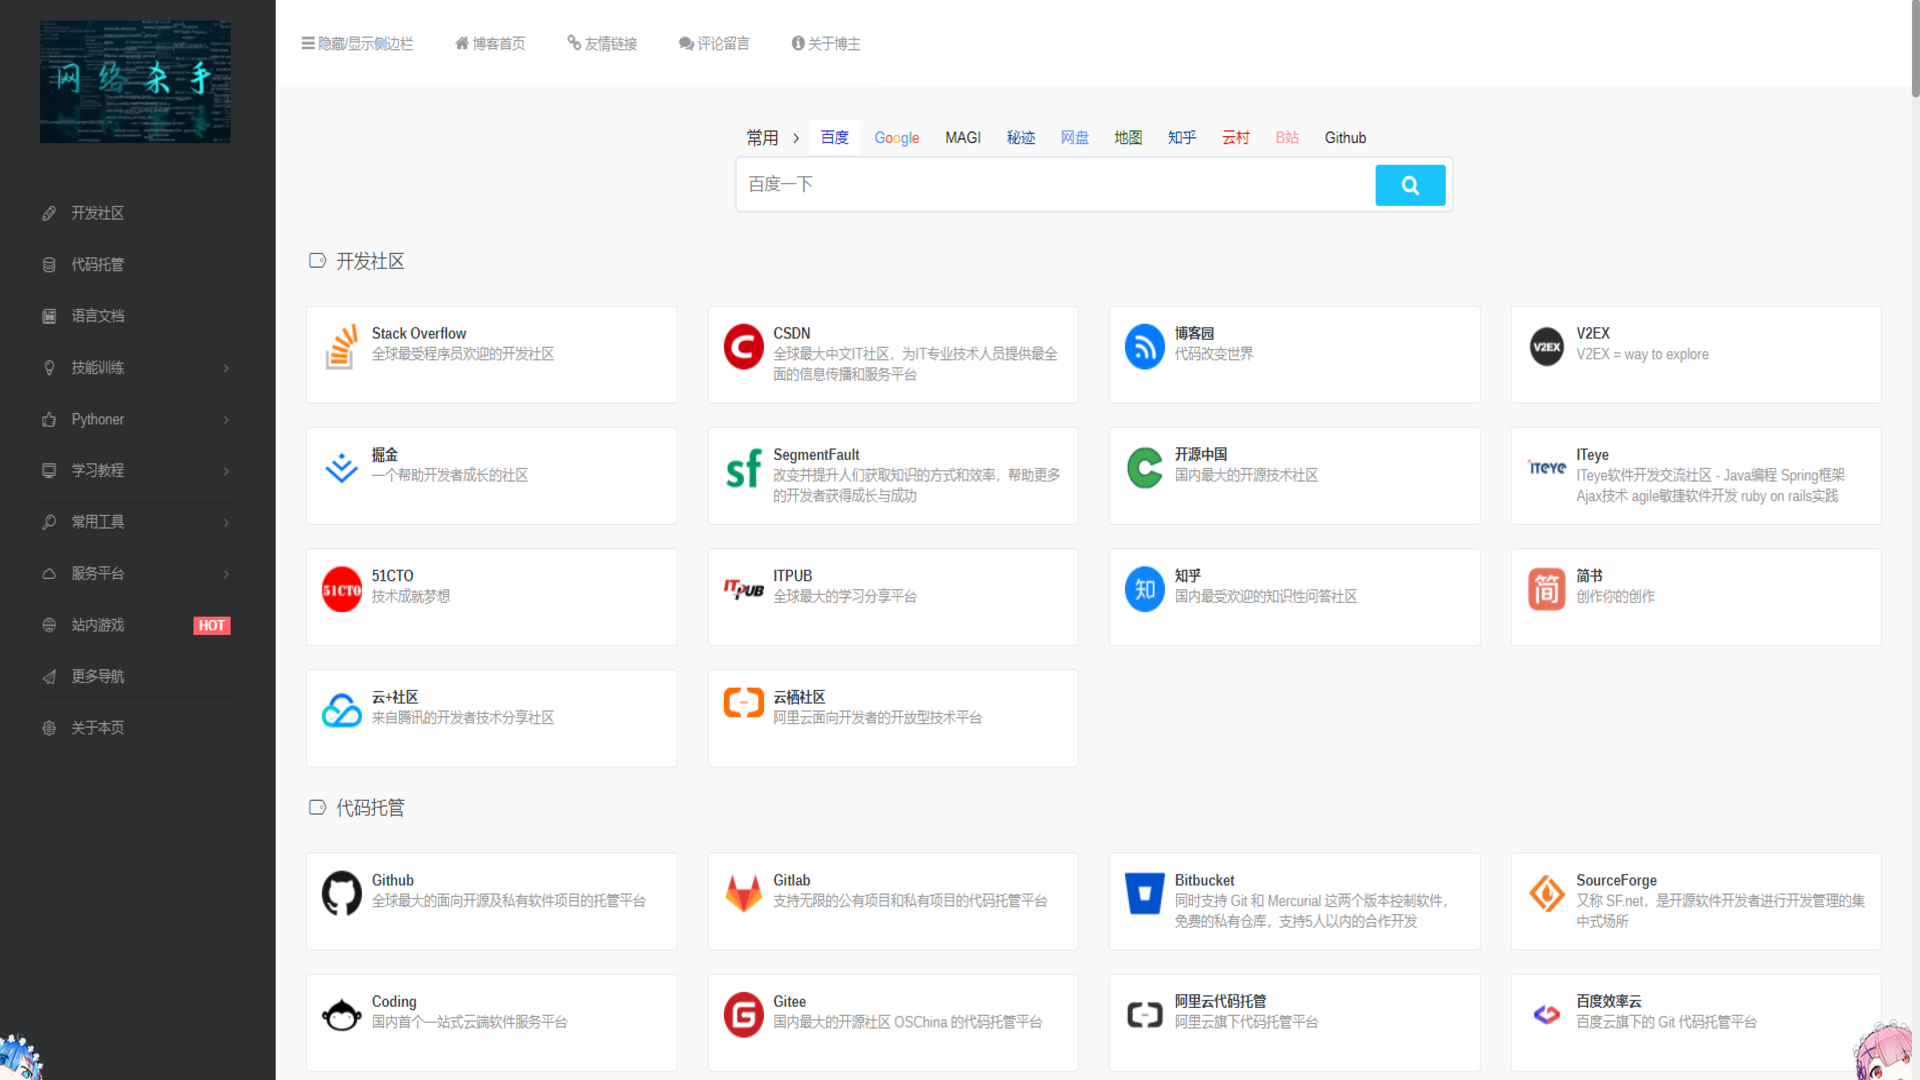 网络杀手
隐藏/显示侧边栏
博客首页
友情链接
评论留言
关于博主
开发社区
代码托管
语言文档
技能训练
Pythoner
学习教程
常用工具
服务平台
站内游戏 HOT
更多导航
关于本页
常用 百度 Google MAGI 秘迹 网盘 地图 知乎 云村 B站 Github
百度一下
开发社区
Stack Overflow
全球最受程序员欢迎的开发社区
CSDN
全球最大中文IT社区，为IT专业技术人员提供最全
面的信息传播和服务平台
博客园
代码改变世界
V2EX
V2EX
V2EX = way to explore
掘金
一个帮助开发者成长的社区
sf
SegmentFault
改变并提升人们获取知识的方式和效率，帮助更多
的开发者获得成长与成功
开源中国
国内最大的开源技术社区
ITEYE
ITeye
ITeye软件开发交流社区 - Java编程 Spring框架
Ajax技术 agile敏捷软件开发 ruby on rails实践
51CTO
51CTO
技术成就梦想
ITPUB
ITPUB
全球最大的学习分享平台
知
知乎
国内最受欢迎的知识性问答社区
简
简书
创作你的创作
云+社区
来自腾讯的开发者技术分享社区
云栖社区
阿里云面向开发者的开放型技术平台
代码托管
Github
全球最大的面向开源及私有软件项目的托管平台
Gitlab
支持无限的公有项目和私有项目的代码托管平台
Bitbucket
同时支持 Git 和 Mercurial 这两个版本控制软件，
免费的私有仓库，支持5人以内的合作开发
SourceForge
又称 SF.net，是开源软件开发者进行开发管理的集
中式场所
Coding
国内首个一站式云端软件服务平台
Gitee
国内最大的开源社区 OSChina 的代码托管平台
阿里云代码托管
阿里云旗下代码托管平台
百度效率云
百度云旗下的 Git 代码托管平台